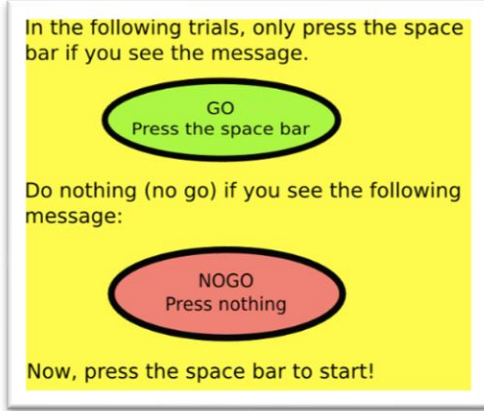 In the following trials, only press the space
bar if you see the message.
GO
Press the space bar
Do nothing (no go) if you see the following
message:
NOGO
Press nothing
Now, press the space bar to start!